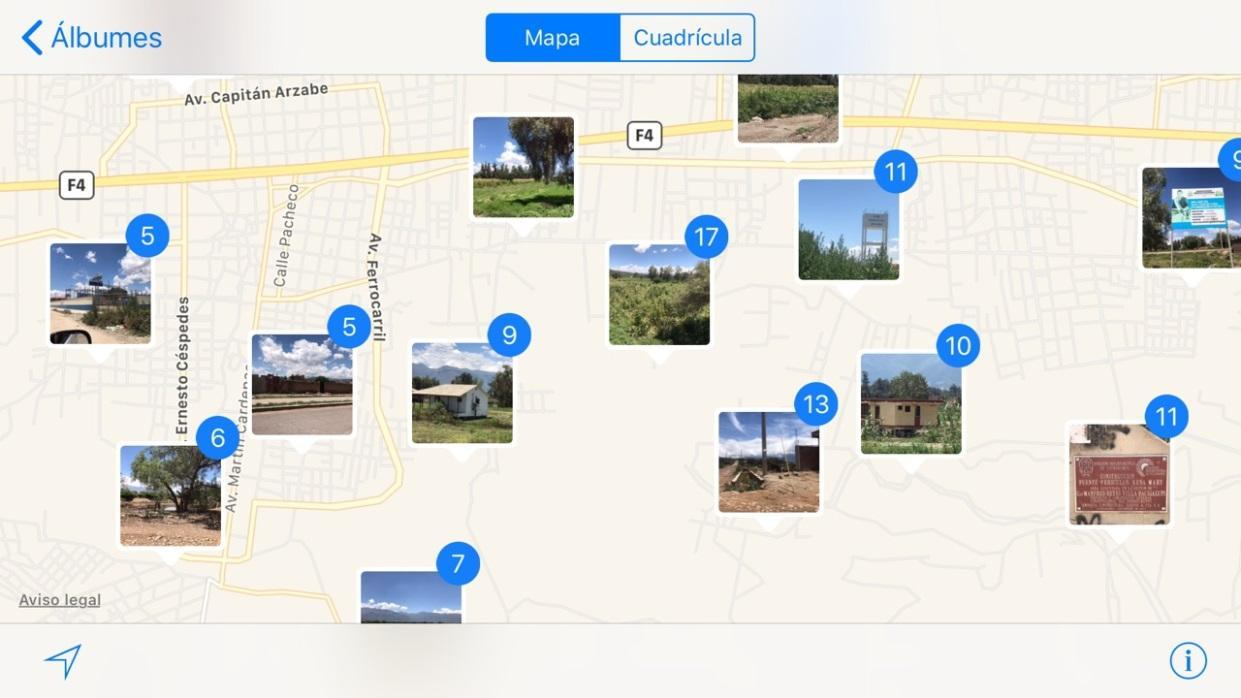 Álbumes
Mapa
Cuadrícula
Av. Capitán Arzabe
F4
F4
11
9
5
Calle Pacheco
Av. Ferrocarril
17
Ernesto Céspedes
5
9
10
13
11
6
Av. Martín Cardenas
7
Aviso legal